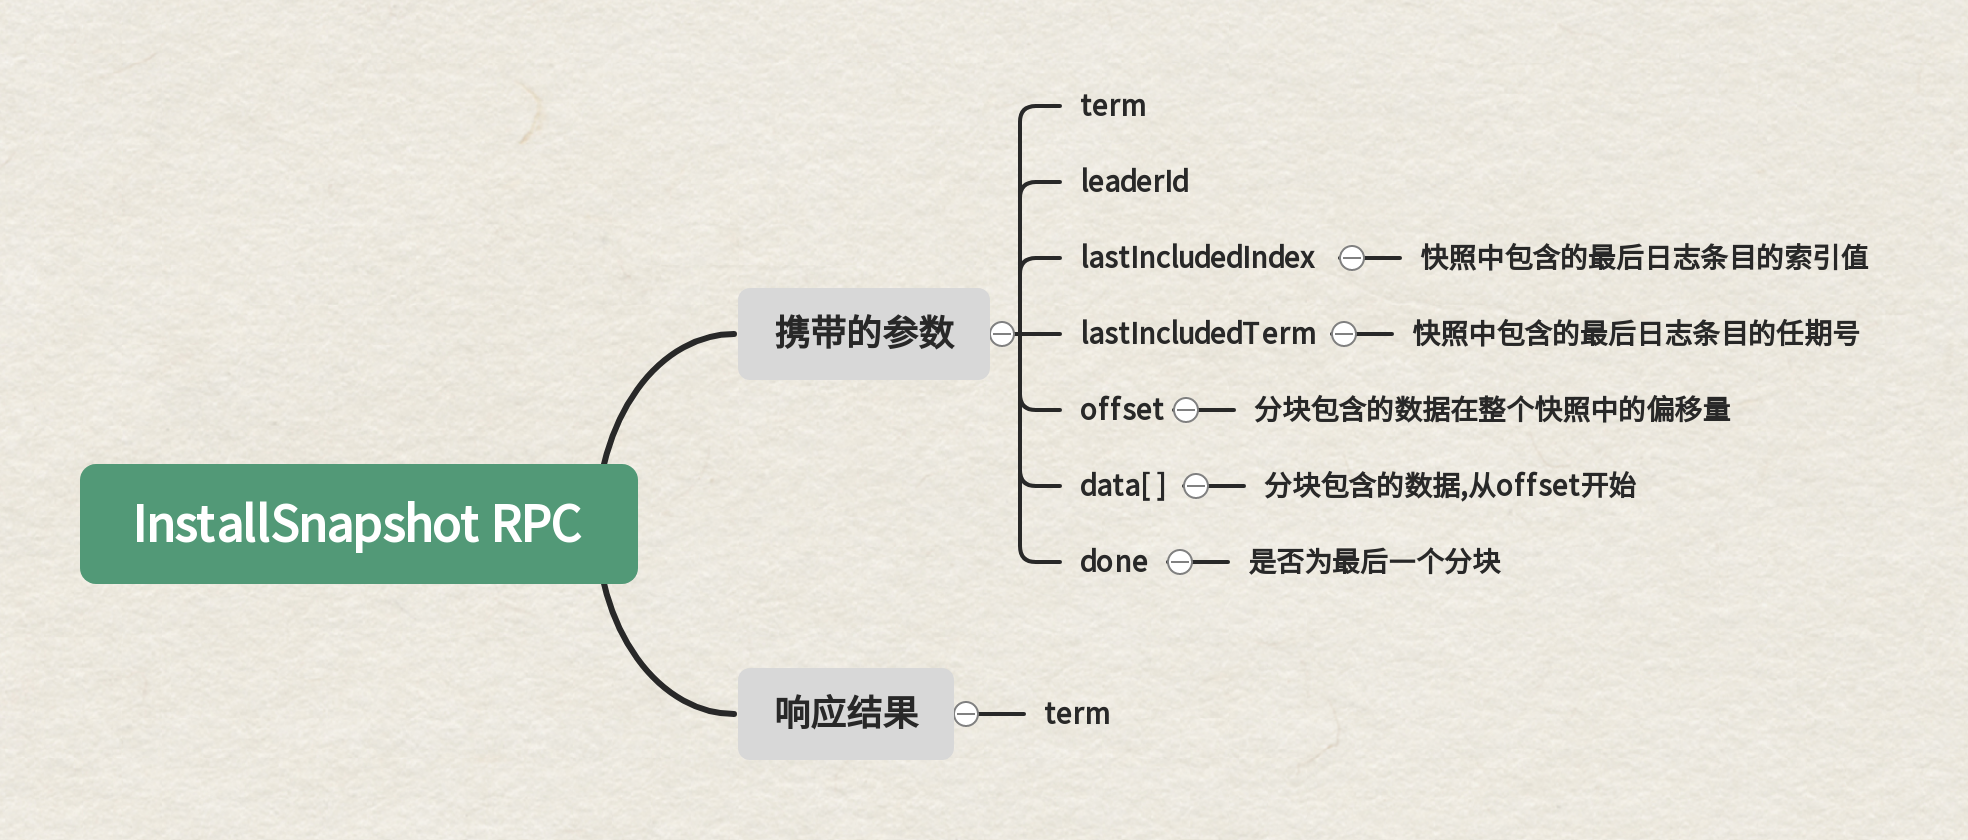 InstallSnapshot RPC
携带的参数
term
leaderId
lastIncludedIndex 快照中包含的最后日志条目的索引值
lastIncludedTerm 快照中包含的最后日志条目的任期号
offset 分块包含的数据在整个快照中的偏移量
data[ ] 分块包含的数据,从offset开始
done 是否为最后一个分块
响应结果
term